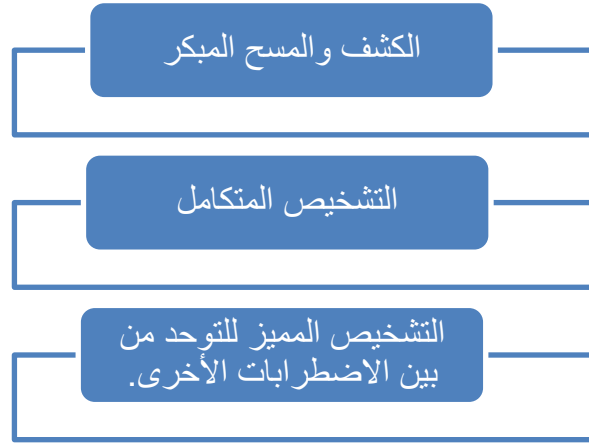 الكشف والمسح المبكر
التشخيص المتكامل
التشخيص المميز للتوحد من
بين الاضطرابات الأخرى.